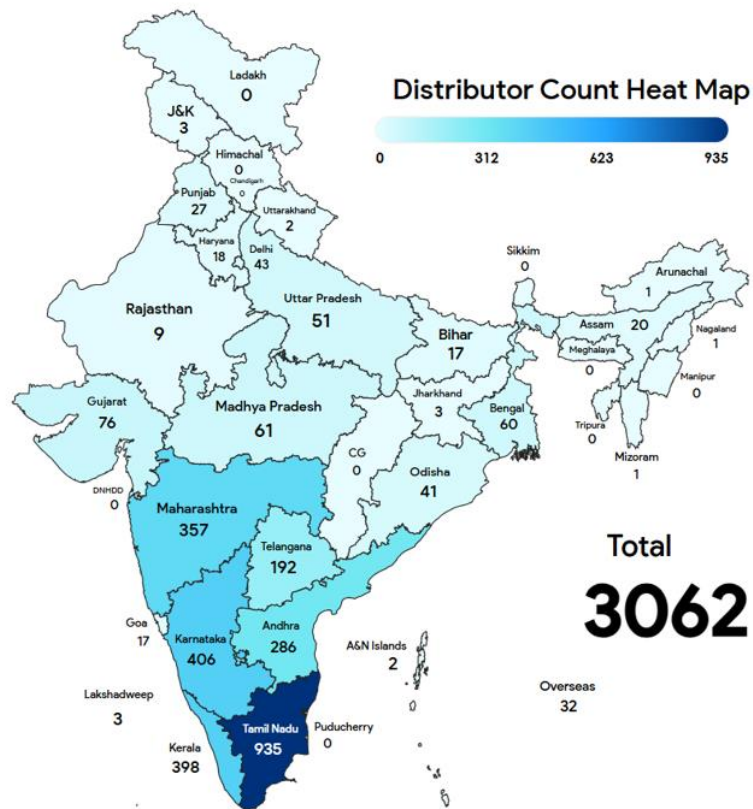 Ladakh
0
Distributor Count Heat Map
0 312 623 935
J&K
3
Himachal
0
Chandigarh
0
Punjab
27
Uttarakhand
2
Haryana
18
Delhi
43
Sikkim
0
Arunachal
1
Rajasthan
9
Uttar Pradesh
51
Bihar
17
Assam 20
Nagaland
1
Meghalaya
0
Manipur
0
Gujarat
76
Madhya Pradesh
61
Jharkhand
3
Bengal
60
Tripura
0
Mizoram
1
CG
0
Odisha
41
DNHDD
0
Maharashtra
357
Telangana
192
Total
3062
Goa
17
Karnataka
406
Andhra
286
A&N Islands
2
Overseas
32
Lakshadweep
3
Kerala
398
Tamil Nadu
935
Puducherry
0